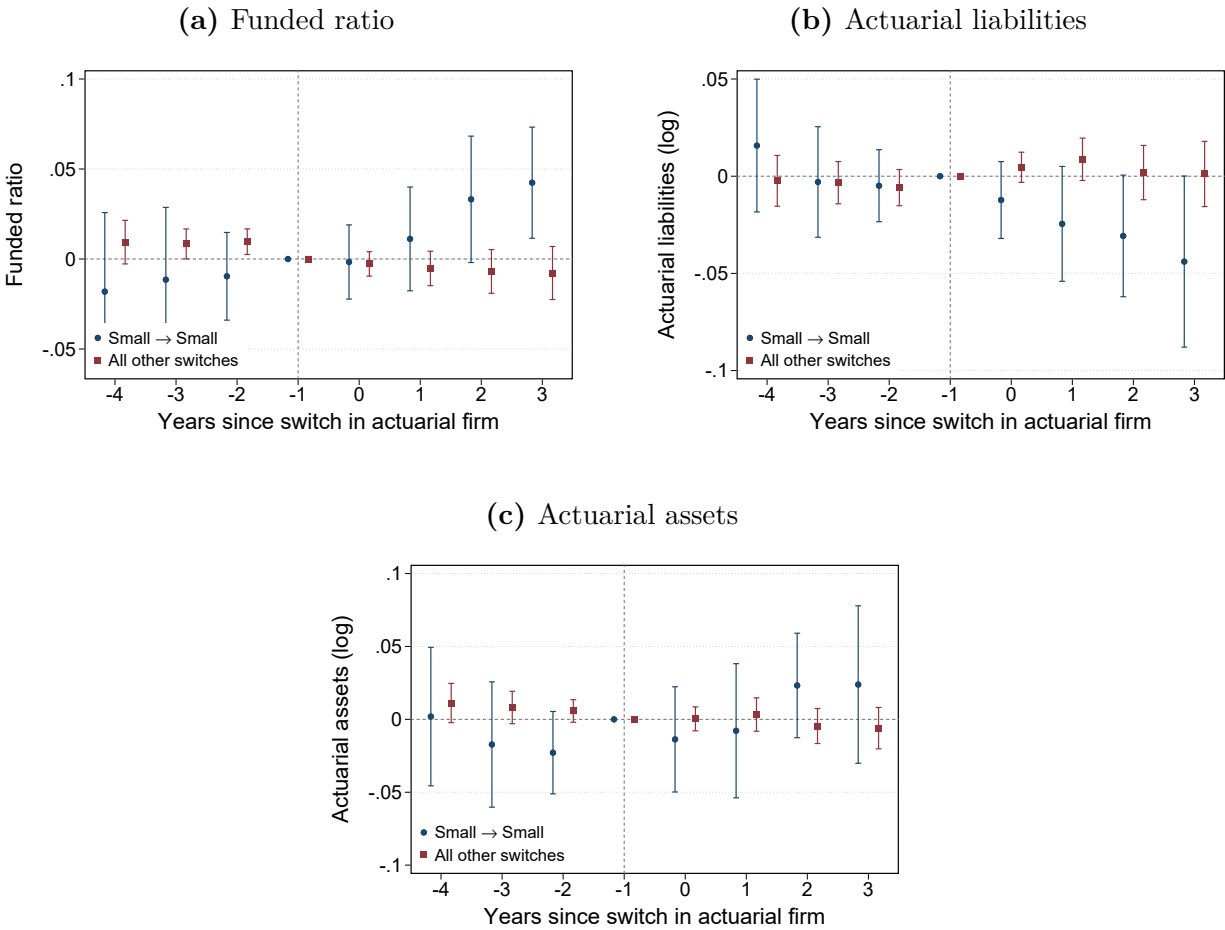 (a) Funded ratio
.1
.05
0
-.05
Funded ratio
Small → Small
All other switches
-4 -3 -2 -1 0 1 2 3
Years since switch in actuarial firm
(b) Actuarial liabilities
.05
0
-.05
-.1
Actuarial liabilities (log)
Small → Small
All other switches
-4 -3 -2 -1 0 1 2 3
Years since switch in actuarial firm
(c) Actuarial assets
.1
.05
0
-.05
-.1
Actuarial assets (log)
Small → Small
All other switches
-4 -3 -2 -1 0 1 2 3
Years since switch in actuarial firm